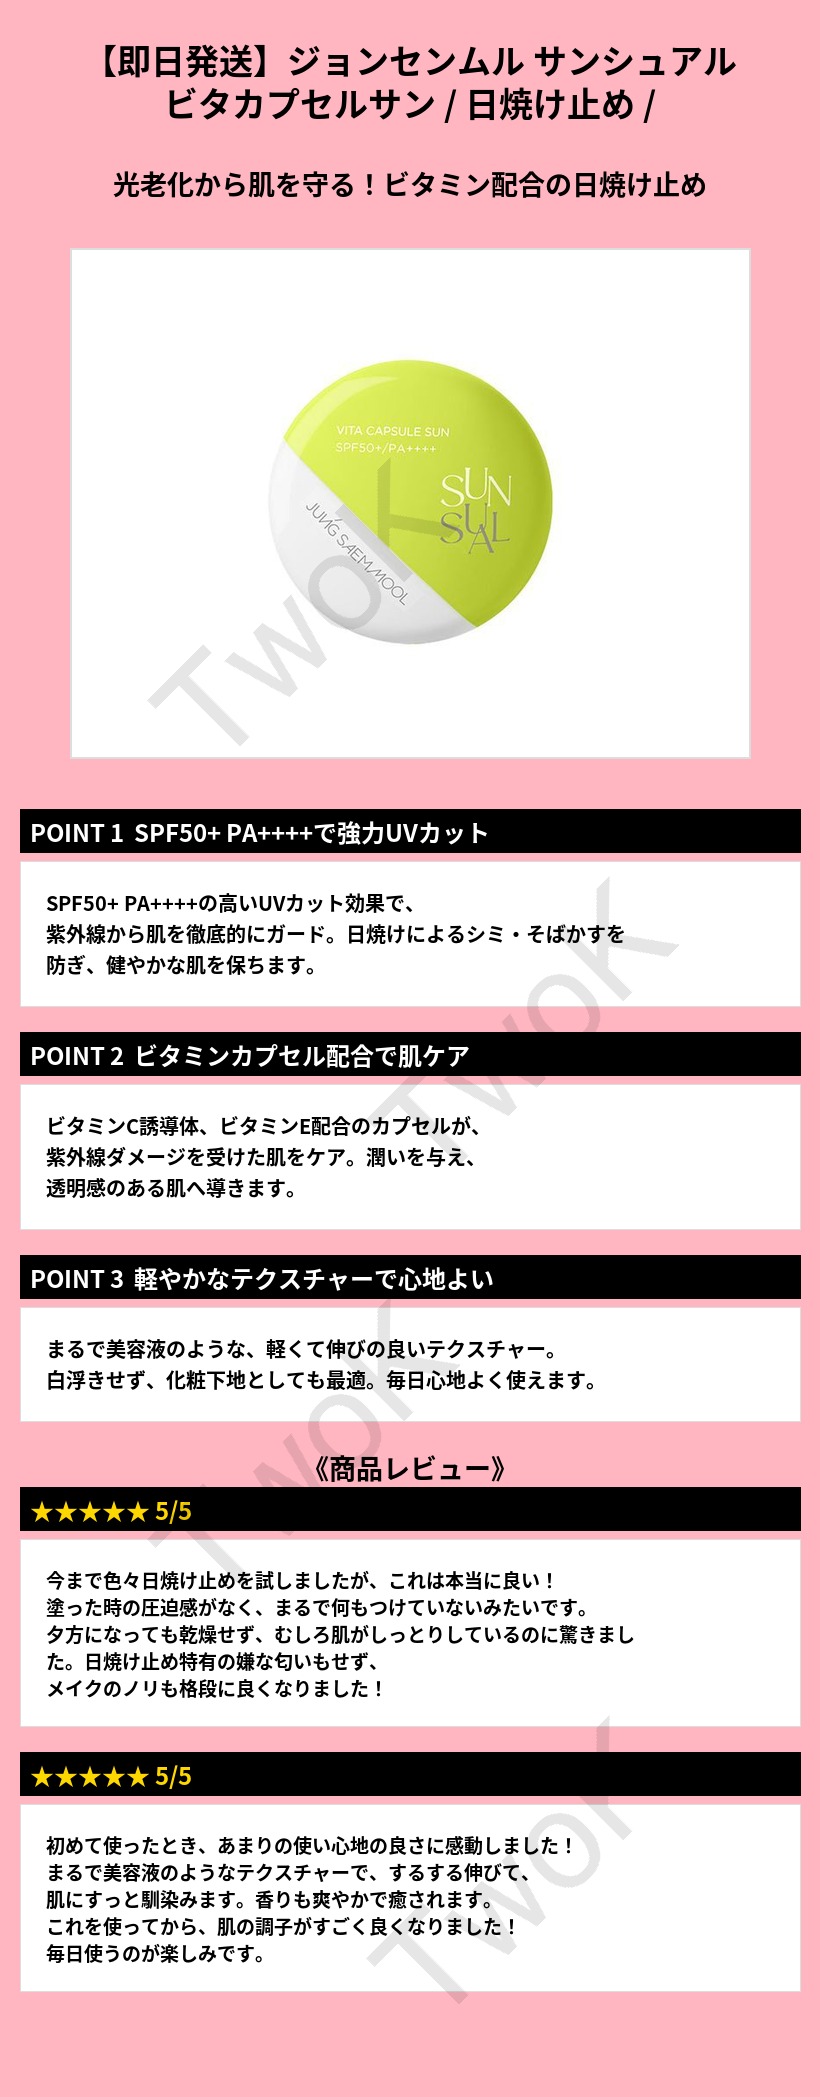 【即日発送】ジョンセンムル サンシュアル
ビタカプセルサン / 日焼け止め /
光老化から肌を守る！ビタミン配合の日焼け止め
VITA CAPSULE SUN
SPF50+/PA++++
SUN
SUAL
JUNG SAEM MOOL
TwoK
POINT 1 SPF50+ PA++++で強力UVカット
SPF50+ PA++++の高いUVカット効果で、
紫外線から肌を徹底的にガード。日焼けによるシミ・そばかすを
防ぎ、健やかな肌を保ちます。
TwoK
POINT 2 ビタミンカプセル配合で肌ケア
ビタミンC誘導体、ビタミンE配合のカプセルが、
紫外線ダメージを受けた肌をケア。潤いを与え、
透明感のある肌へ導きます。
POINT 3 軽やかなテクスチャーで心地よい
まるで美容液のような、軽くて伸びの良いテクスチャー。
白浮きせず、化粧下地としても最適。毎日心地よく使えます。
TwoK
《商品レビュー》
★★★★★ 5/5
今まで色々日焼け止めを試しましたが、これは本当に良い！
塗った時の圧迫感がなく、まるで何もつけていないみたいです。
夕方になっても乾燥せず、むしろ肌がしっとりしているのに驚きまし
た。日焼け止め特有の嫌な匂いもせず、
メイクのノリも格段に良くなりました！
★★★★★ 5/5
初めて使ったとき、あまりの使い心地の良さに感動しました！
まるで美容液のようなテクスチャーで、するする伸びて、
肌にすっと馴染みます。香りも爽やかで癒されます。
これを使ってから、肌の調子がすごく良くなりました！
毎日使うのが楽しみです。
TwoK